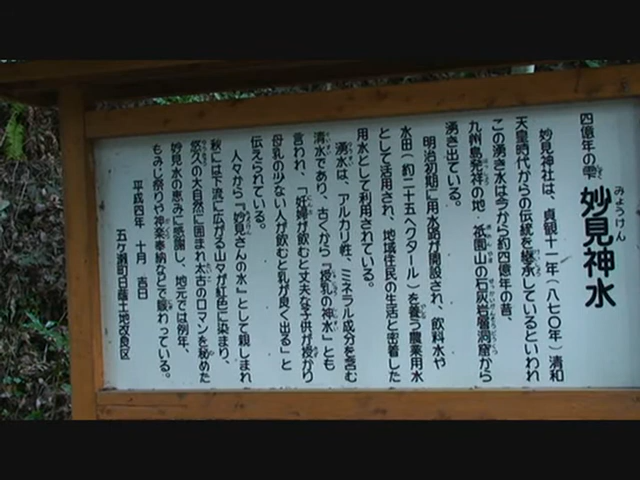 四億年の雫 妙見神水
妙見神社は、貞観十一年（八七〇年）清和
天皇時代からの伝統を継承しているといわれ
この湧き水は今から約四億年の昔、
九州島発祥の地・祇園山の石灰岩層洞窟から
湧き出ている。
明治初期に用水路が開設され、飲料水や
水田（約二十五ヘクタール）を養う農業用水
として活用され、地域住民の生活と密着した
用水として利用されている。
湧水は、アルカリ性、ミネラル成分を含む
清水であり、古くから『授乳の神水』とも
言われ、「妊婦が飲むと丈夫な子供が授かり
母乳の少ない人が飲むと乳が良く出る」と
伝えられている。
人々から『妙見さんの水』として親しまれ
秋には下流に広がる山々が紅色に染まり、
悠久の大自然に囲まれ太古のロマンを秘めた
妙見水の恵みに感謝し、地元では例年、
もみじ祭りや神楽奉納などで賑わっている。
平成四年 十月 吉日
五ケ瀬町日蔭土地改良区